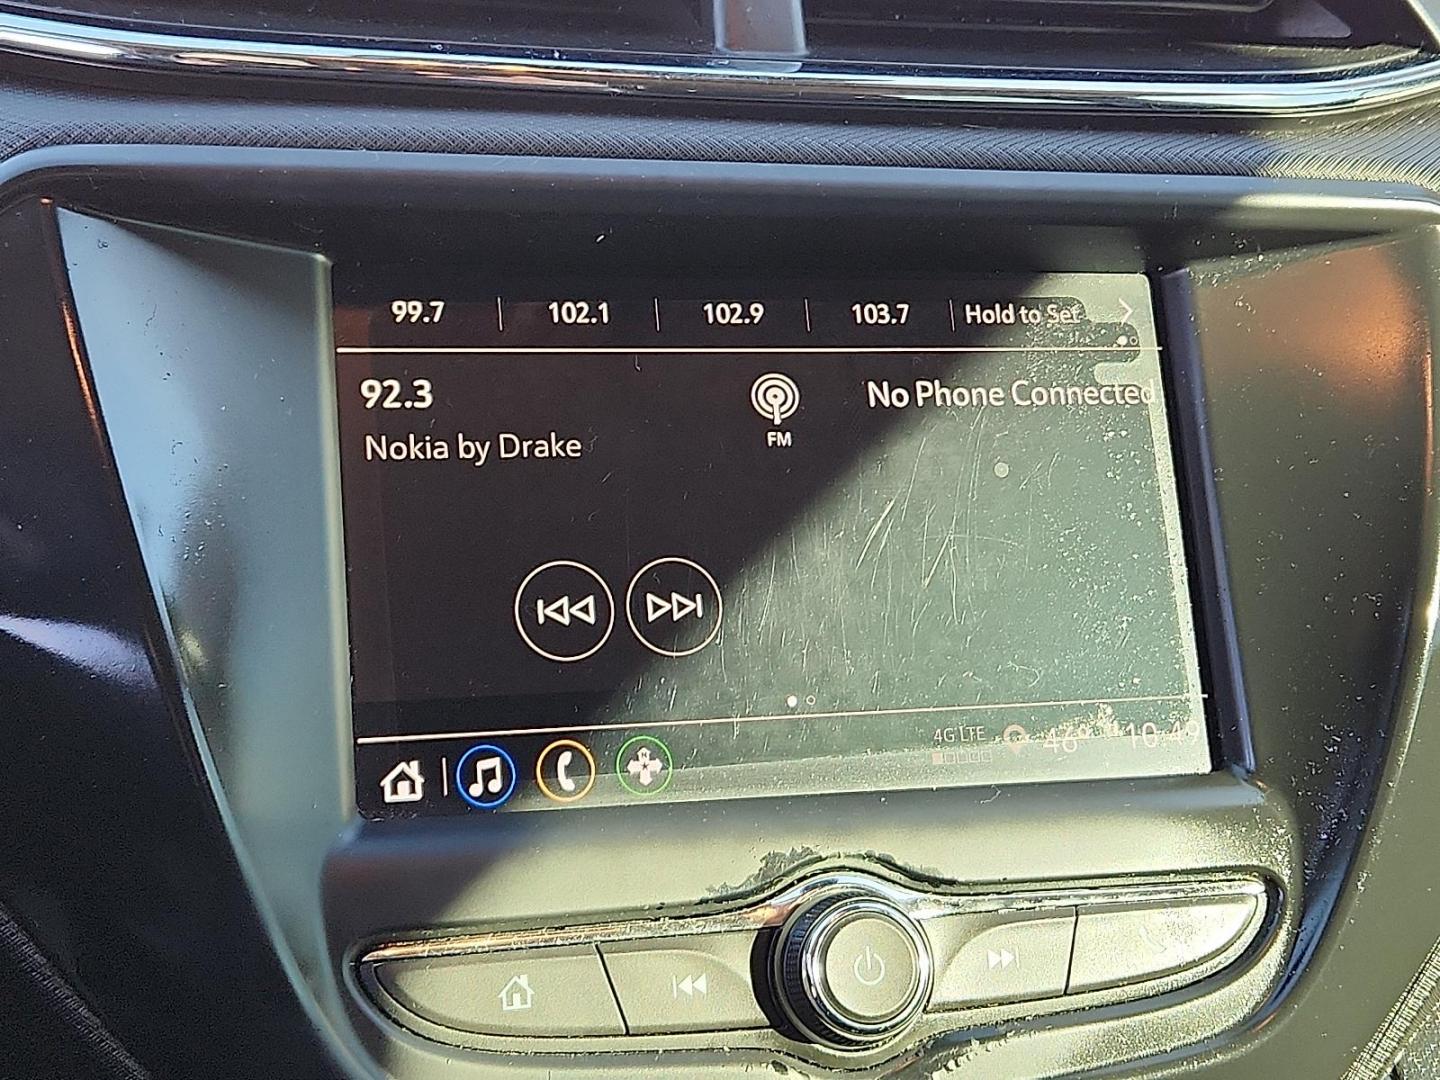 99.7 102.1 102.9 103.7 Hold to Set
92.3 FM No Phone Connected
Nokia by Drake
4G LTE 46° 10:49
N